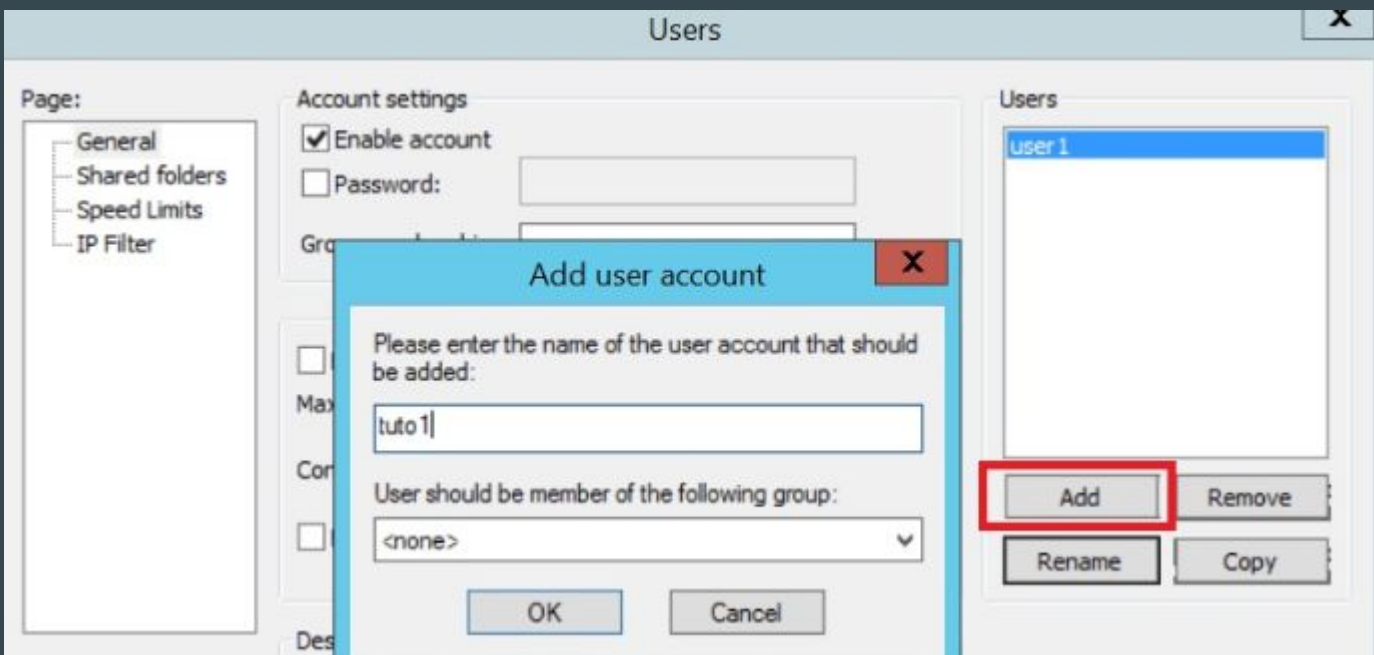 Users
X
Page:
General
Shared folders
Speed Limits
IP Filter
Account settings
Enable account
Password:
Users
user1
Add user account
X
Please enter the name of the user account that should
be added:
tuto1
User should be member of the following group:
<none>
OK
Cancel
Add
Remove
Rename
Copy